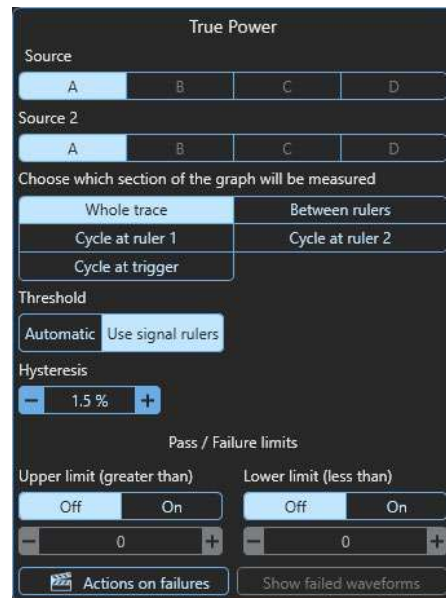 True Power
Source
A B C D
Source 2
A B C D
Choose which section of the graph will be measured
Whole trace Between rulers
Cycle at ruler 1 Cycle at ruler 2
Cycle at trigger
Threshold
Automatic Use signal rulers
Hysteresis
− 1.5 % +
Pass / Failure limits
Upper limit (greater than) Lower limit (less than)
Off On Off On
− 0 + − 0 +
Actions on failures Show failed waveforms